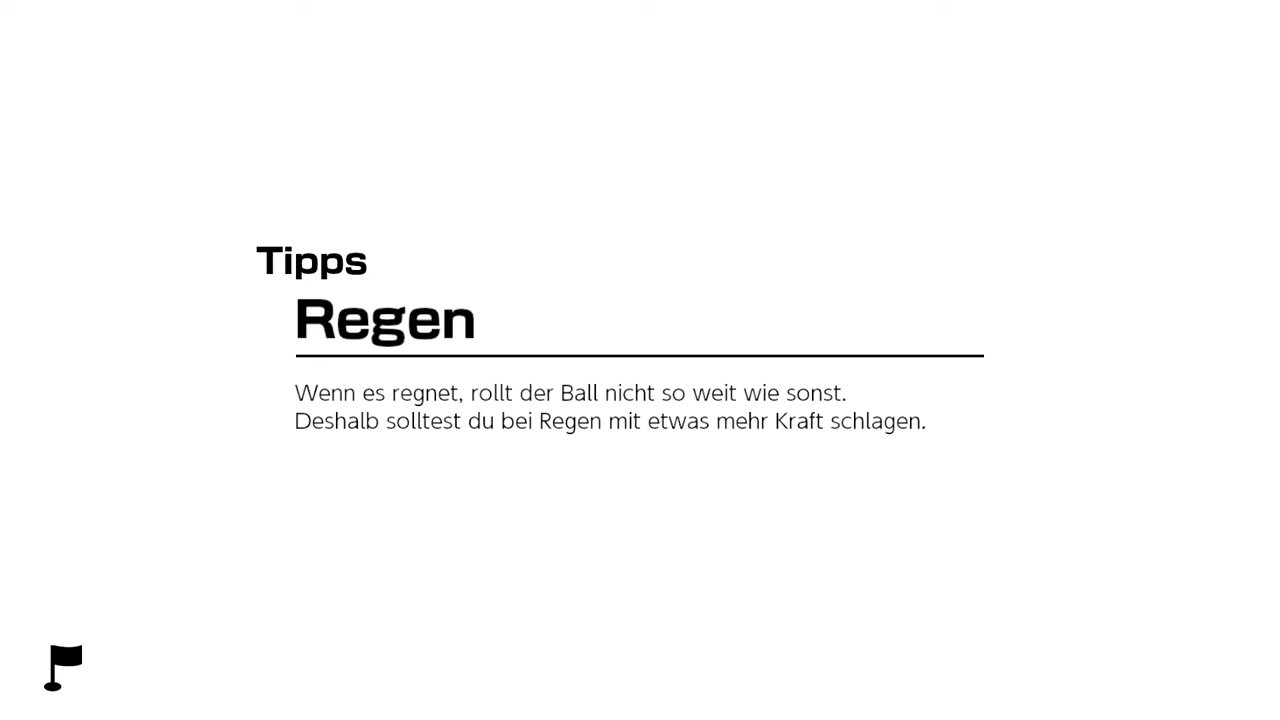 Tipps
Regen
Wenn es regnet, rollt der Ball nicht so weit wie sonst.
Deshalb solltest du bei Regen mit etwas mehr Kraft schlagen.